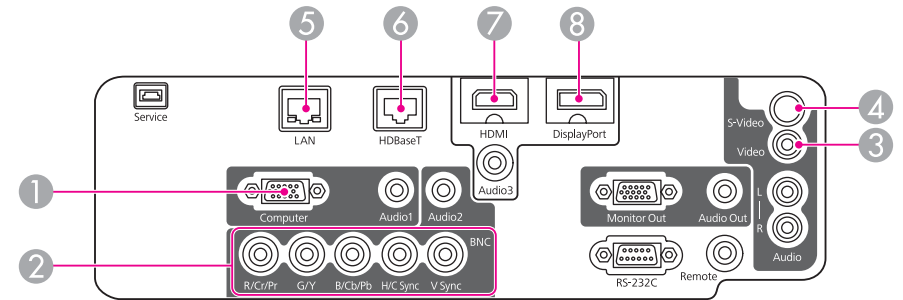 5 6 7 8
Service
LAN
HDBaseT
HDMI
DisplayPort
S-Video
4
Video
3
Audio3
1
Computer
Audio1
Audio2
Monitor Out
Audio Out
L
R
Audio
2
BNC
R/Cr/Pr
G/Y
B/Cb/Pb
H/C Sync
V Sync
RS-232C
Remote